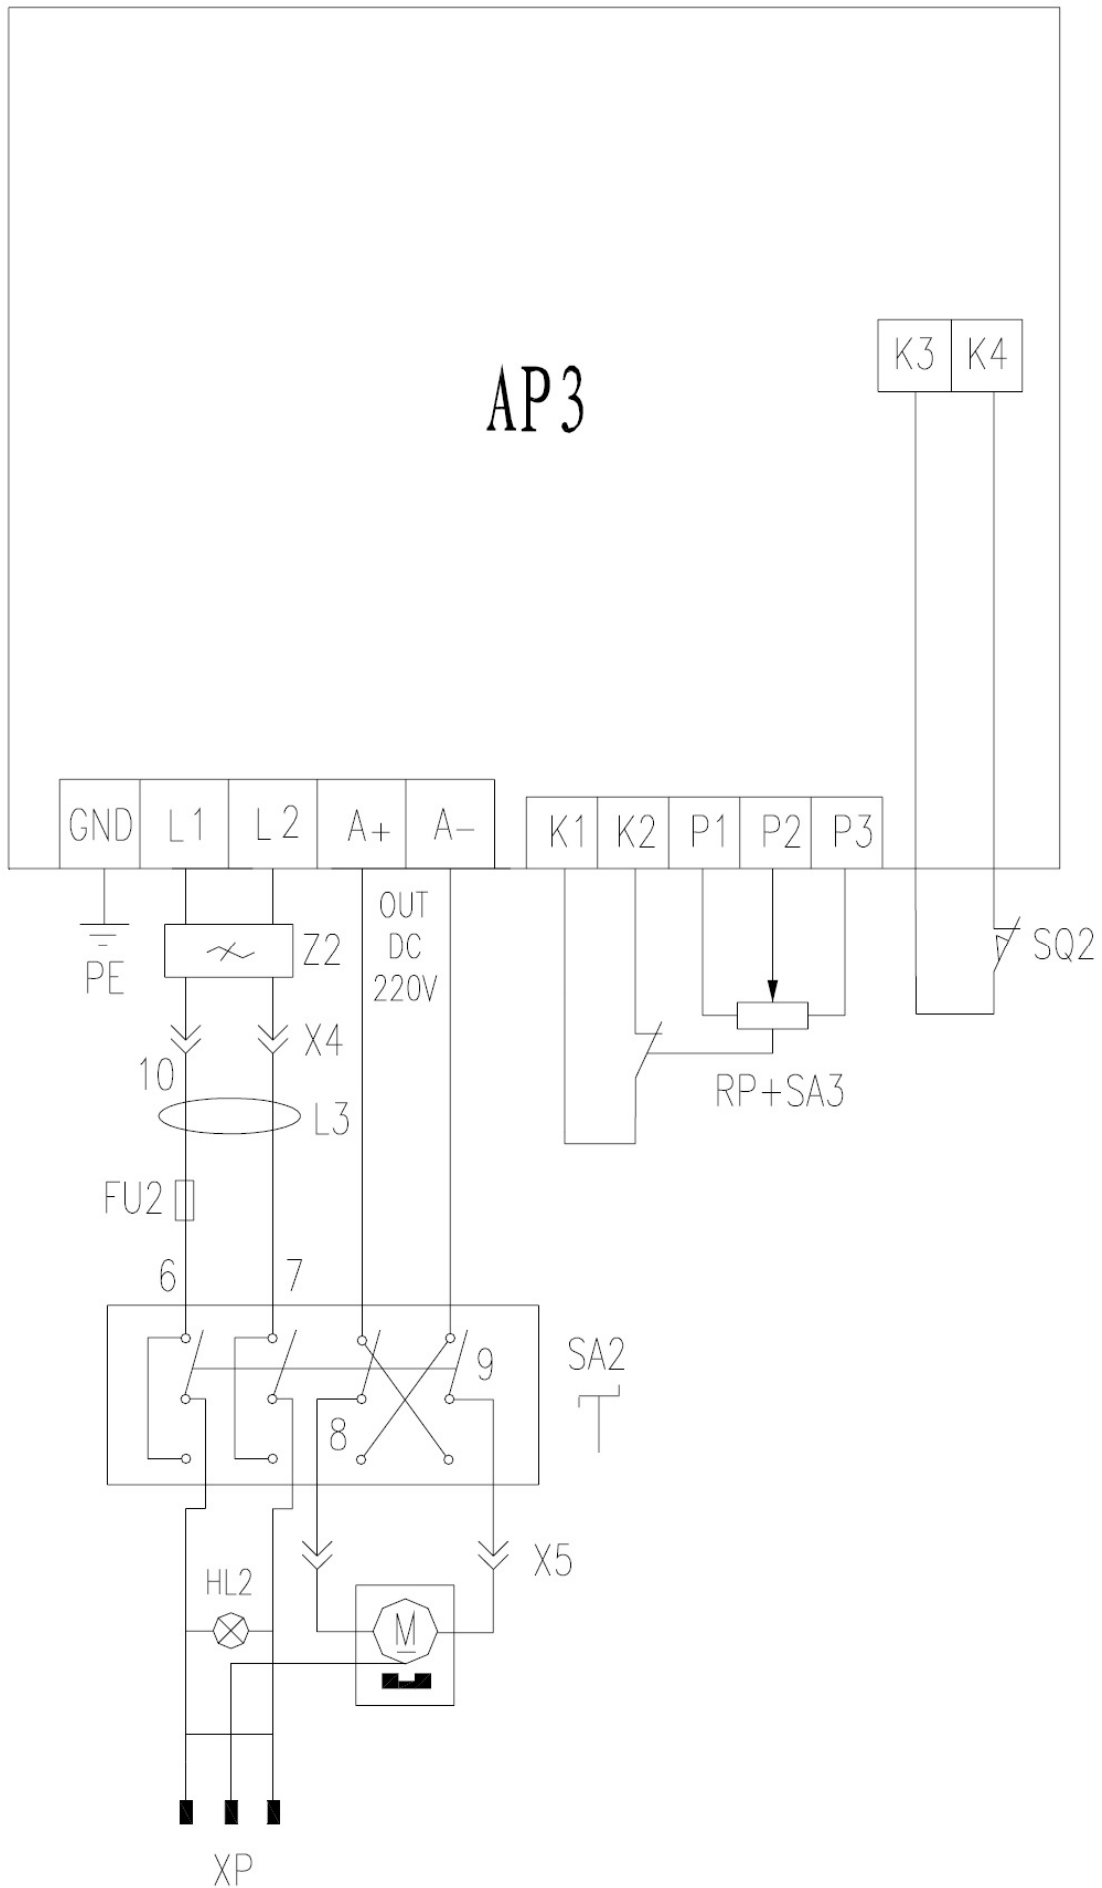 K3 K4
AP3
GND L1 L2 A+ A-
K1 K2 P1 P2 P3
OUT
DC
220V
PE
Z2
SQ2
X4
10
L3
RP+SA3
FU2
6
7
9
SA2
8
X5
HL2
M
XP